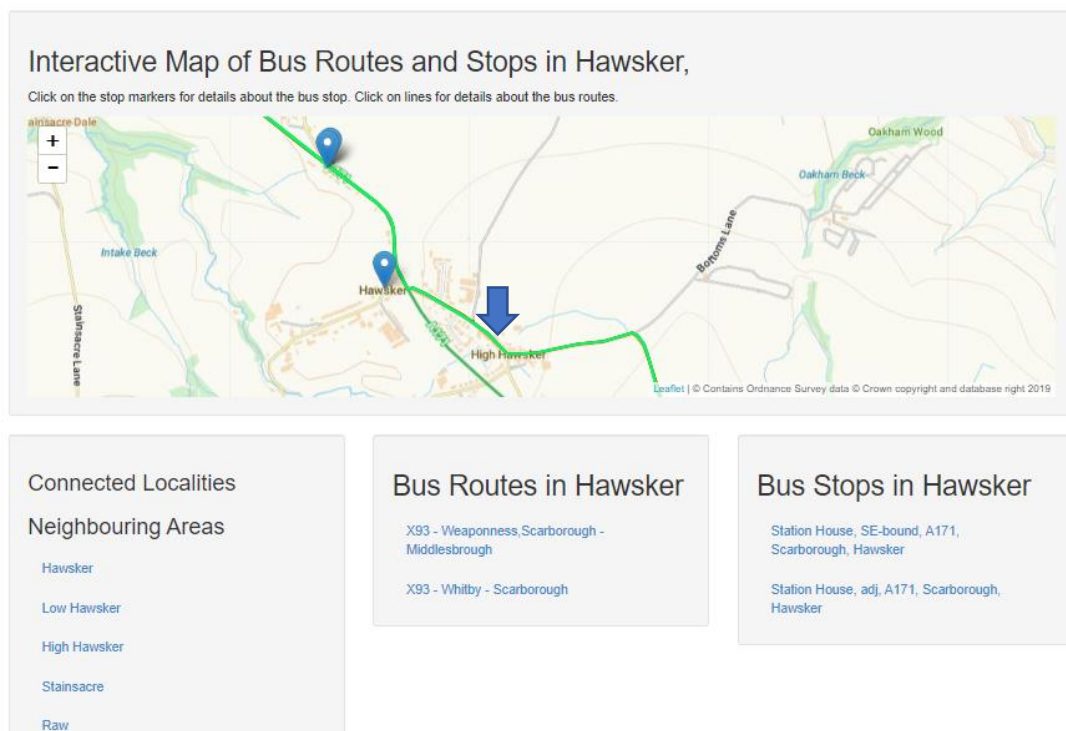 Interactive Map of Bus Routes and Stops in Hawsker,
Click on the stop markers for details about the bus stop. Click on lines for details about the bus routes.
ainsacre Dale
+
−
Oakham Wood
Oakham Beck
Intake Beck
Bottoms Lane
Hawsker
Stainsacre Lane
High Hawsker
Leaflet | © Contains Ordnance Survey data © Crown copyright and database right 2019
Connected Localities
Neighbouring Areas
Hawsker
Low Hawsker
High Hawsker
Stainsacre
Raw
Bus Routes in Hawsker
X93 - Weaponness,Scarborough -
Middlesbrough
X93 - Whitby - Scarborough
Bus Stops in Hawsker
Station House, SE-bound, A171,
Scarborough, Hawsker
Station House, adj, A171, Scarborough,
Hawsker